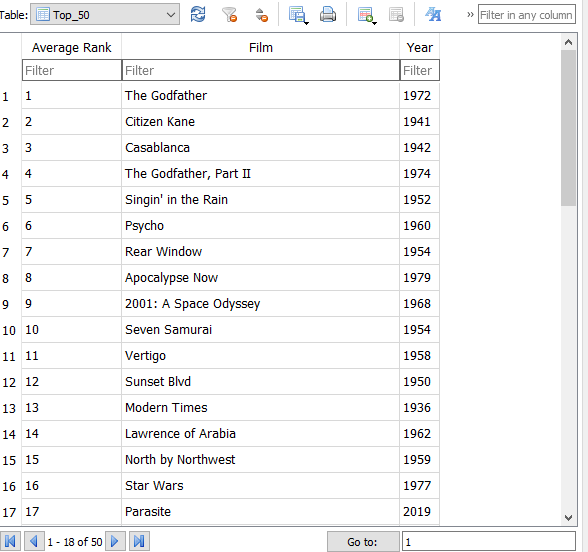 Table: Top_50 » Filter in any column
Average Rank Film Year
Filter Filter Filter
1 1 The Godfather 1972
2 2 Citizen Kane 1941
3 3 Casablanca 1942
4 4 The Godfather, Part II 1974
5 5 Singin' in the Rain 1952
6 6 Psycho 1960
7 7 Rear Window 1954
8 8 Apocalypse Now 1979
9 9 2001: A Space Odyssey 1968
10 10 Seven Samurai 1954
11 11 Vertigo 1958
12 12 Sunset Blvd 1950
13 13 Modern Times 1936
14 14 Lawrence of Arabia 1962
15 15 North by Northwest 1959
16 16 Star Wars 1977
17 17 Parasite 2019
1 - 18 of 50 Go to: 1